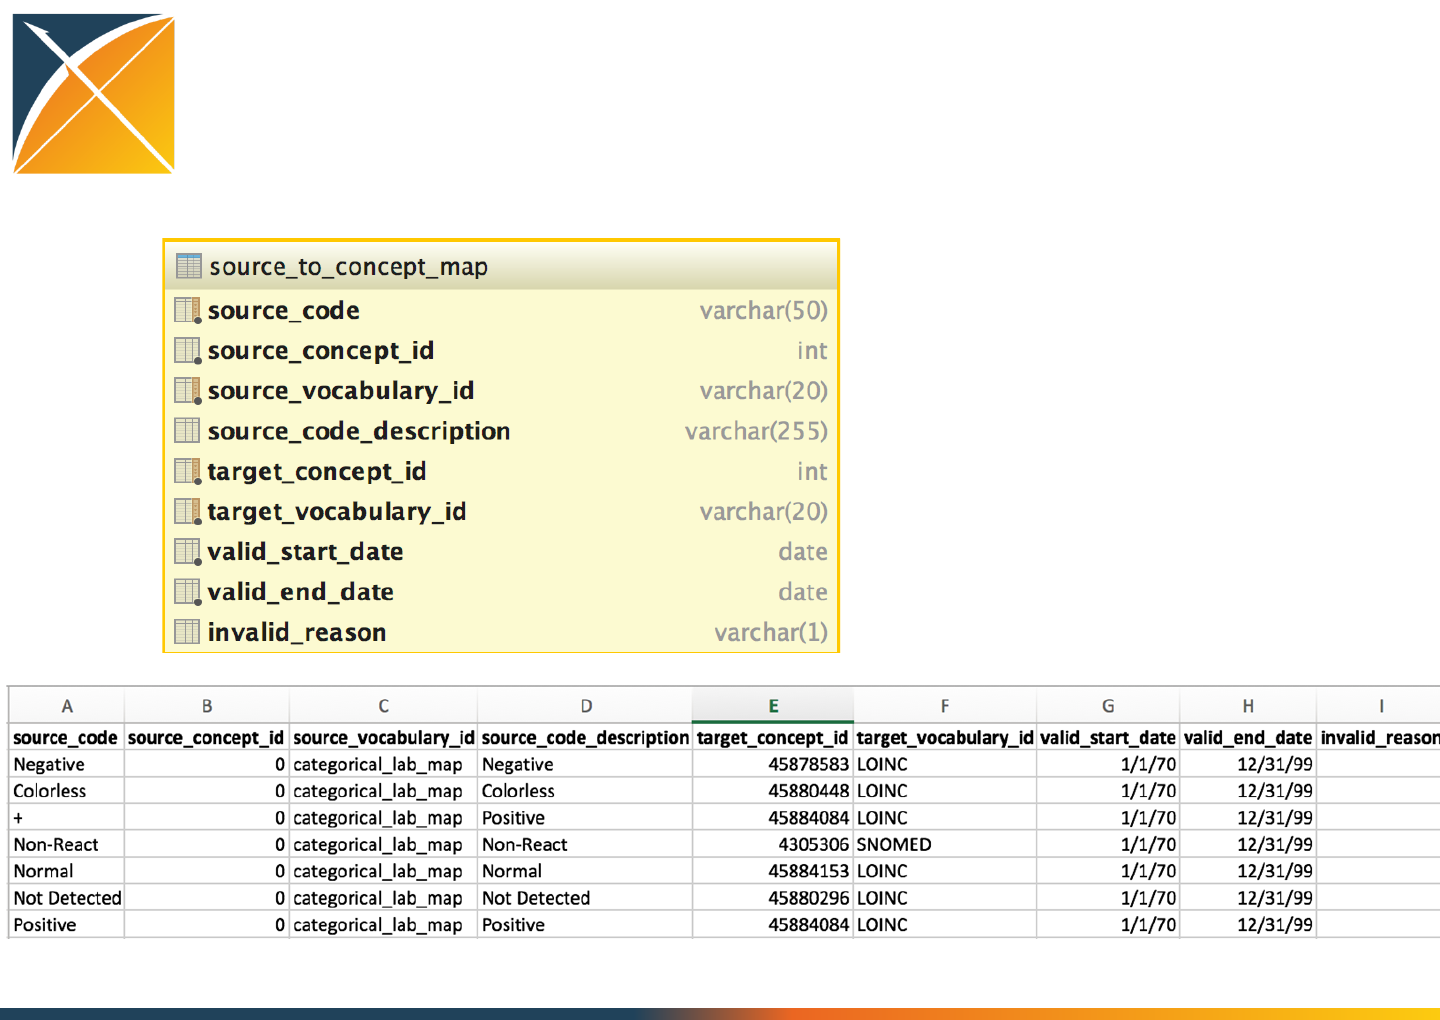 source_to_concept_map
source_code varchar(50)
source_concept_id int
source_vocabulary_id varchar(20)
source_code_description varchar(255)
target_concept_id int
target_vocabulary_id varchar(20)
valid_start_date date
valid_end_date date
invalid_reason varchar(1)
A B C D E F G H I
source_code source_concept_id source_vocabulary_id source_code_description target_concept_id target_vocabulary_id valid_start_date valid_end_date invalid_reason
Negative 0 categorical_lab_map Negative 45878583 LOINC 1/1/70 12/31/99
Colorless 0 categorical_lab_map Colorless 45880448 LOINC 1/1/70 12/31/99
+ 0 categorical_lab_map Positive 45884084 LOINC 1/1/70 12/31/99
Non-React 0 categorical_lab_map Non-React 4305306 SNOMED 1/1/70 12/31/99
Normal 0 categorical_lab_map Normal 45884153 LOINC 1/1/70 12/31/99
Not Detected 0 categorical_lab_map Not Detected 45880296 LOINC 1/1/70 12/31/99
Positive 0 categorical_lab_map Positive 45884084 LOINC 1/1/70 12/31/99